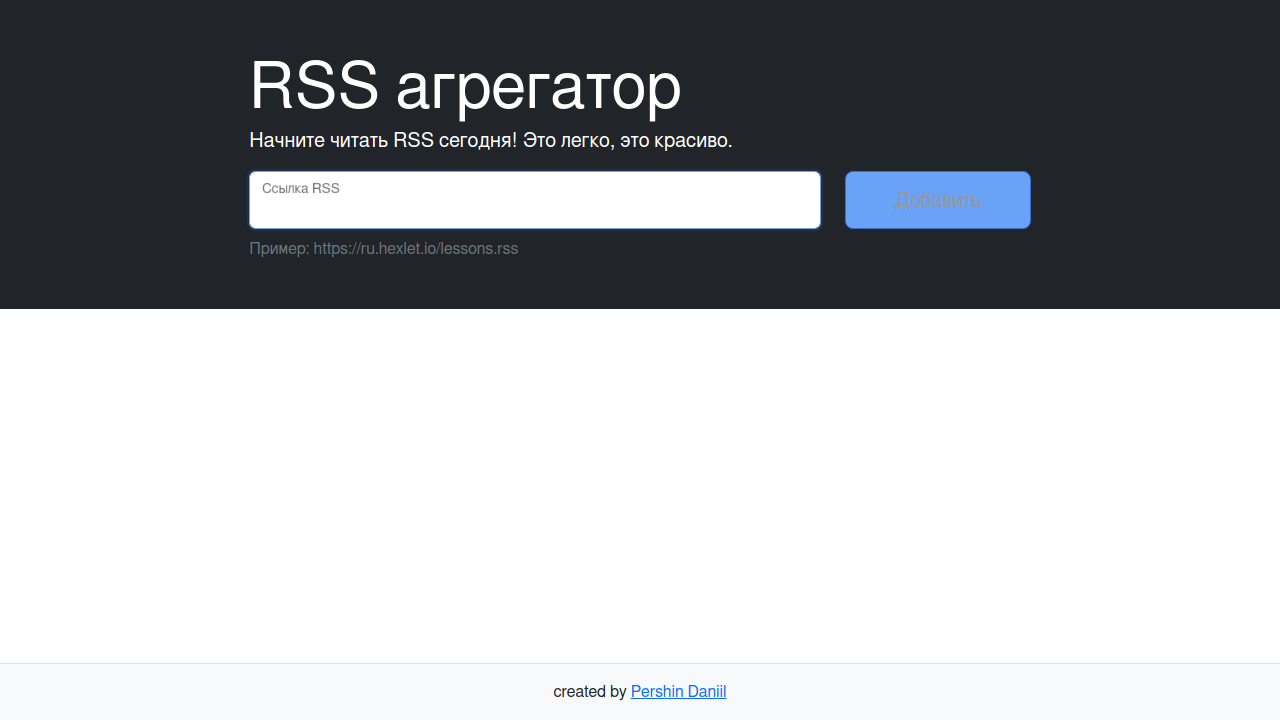 RSS агрегатор
Начните читать RSS сегодня! Это легко, это красиво.
Ссылка RSS
Добавить
Пример: https://ru.hexlet.io/lessons.rss
created by Pershin Daniil